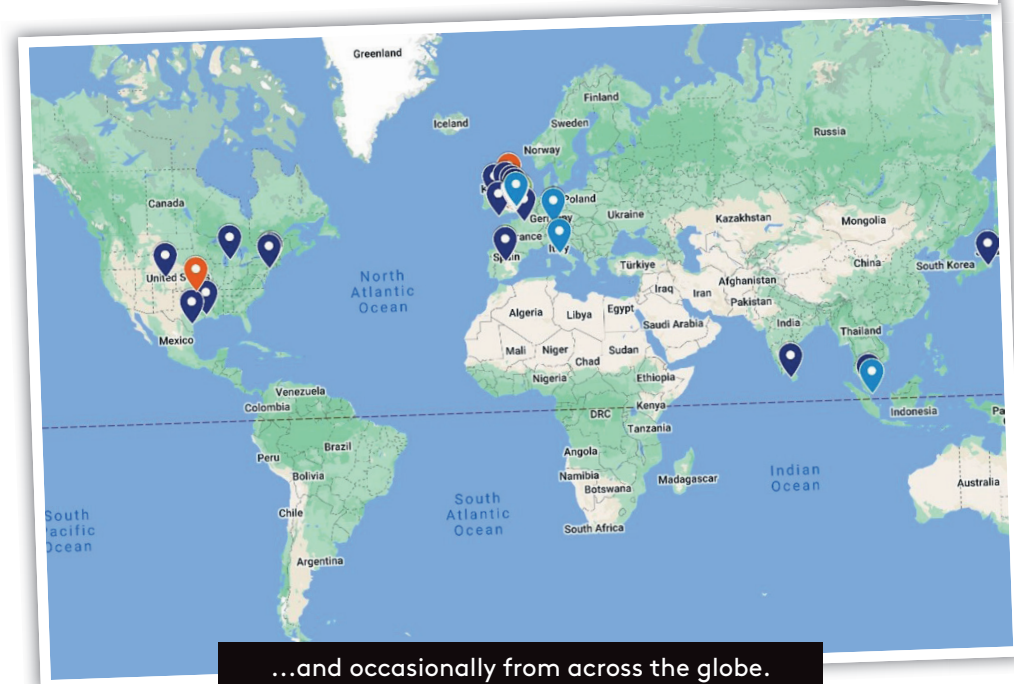 Greenland
Iceland
Finland
Sweden
Norway
Russia
Canada
Poland
Ukraine
Kazakhstan
Mongolia
Spain
Türkiye
China
South Korea
North
Atlantic
Ocean
Iraq
Iran
Afghanistan
Pakistan
Algeria
Libya
Egypt
Saudi Arabia
India
Thailand
Mexico
Mali
Niger
Chad
Sudan
Nigeria
Ethiopia
Venezuela
Colombia
DRC
Kenya
Tanzania
Indonesia
Peru
Brazil
Bolivia
Angola
Namibia
Botswana
Madagascar
Indian
Ocean
Australia
Chile
South
Atlantic
Ocean
South Africa
South
Argentina
...and occasionally from across the globe.